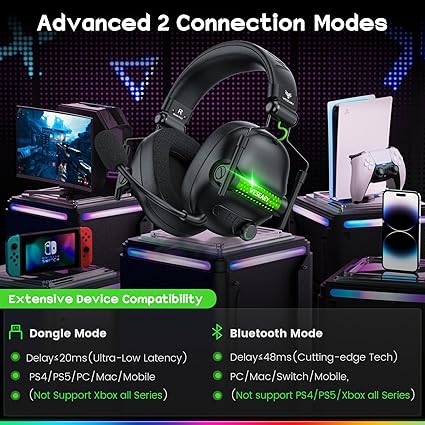 Advanced 2 Connection Modes
R
WESEARY
Extensive Device Compatibility
Dongle Mode
Delay≤20ms(Ultra-Low Latency)
PS4/PS5/PC/Mac/Mobile
(Not Support Xbox all Series)
Bluetooth Mode
Delay≤48ms(Cutting-edge Tech)
PC/Mac/Switch/Mobile,
(Not support PS4/PS5/Xbox all Series)